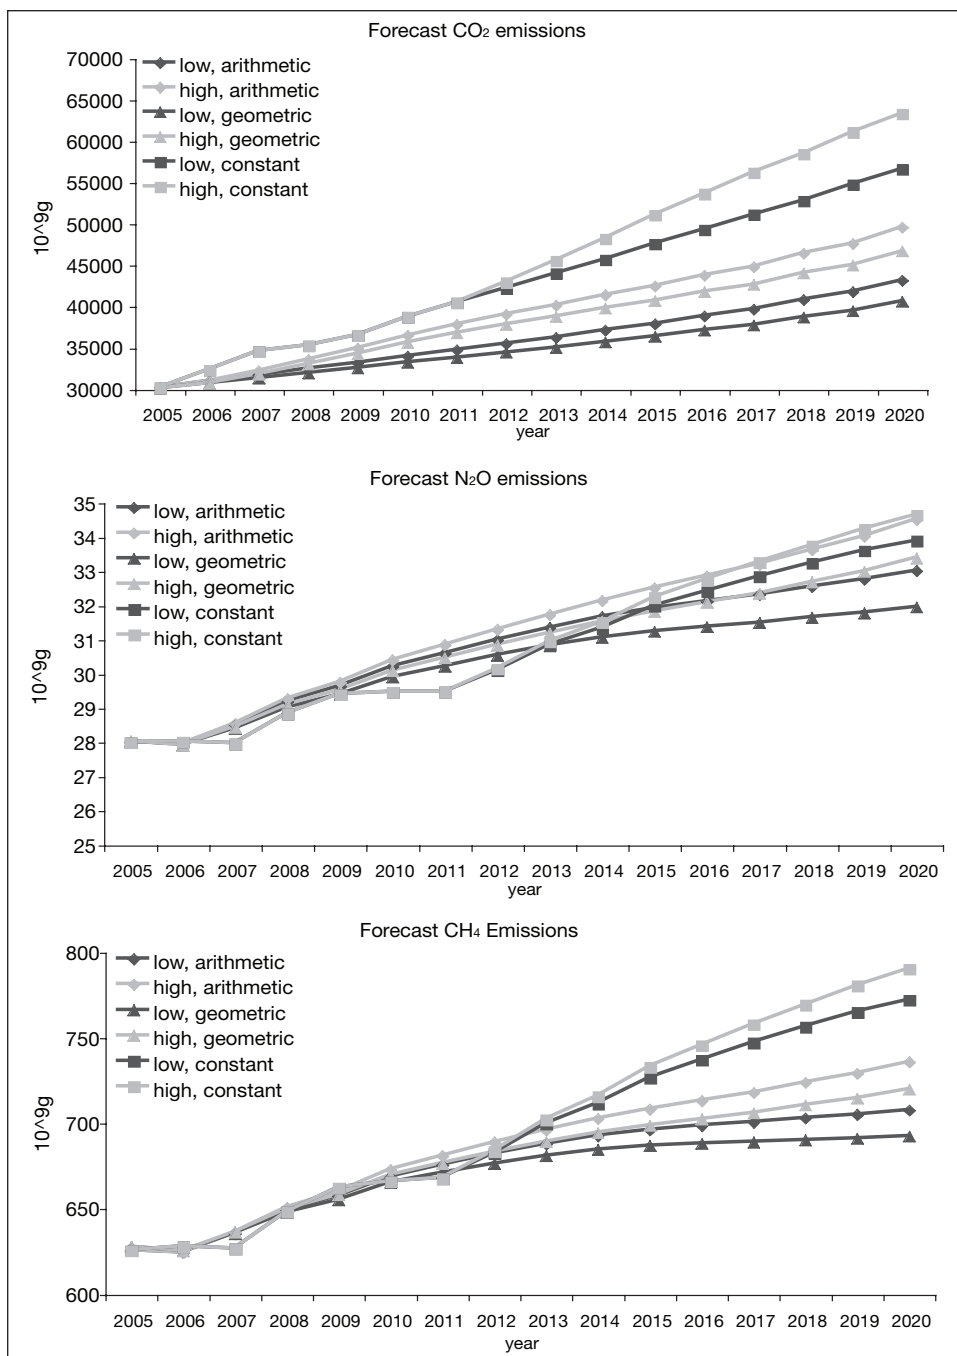 Forecast CO₂ emissions
70000
65000
60000
55000
50000
45000
40000
35000
30000
10^9g
low, arithmetic
high, arithmetic
low, geometric
high, geometric
low, constant
high, constant
2005 2006 2007 2008 2009 2010 2011 2012 2013 2014 2015 2016 2017 2018 2019 2020
year
Forecast N₂O emissions
35
34
33
32
31
30
29
28
27
26
25
10^9g
low, arithmetic
high, arithmetic
low, geometric
high, geometric
low, constant
high, constant
2005 2006 2007 2008 2009 2010 2011 2012 2013 2014 2015 2016 2017 2018 2019 2020
year
Forecast CH₄ Emissions
800
750
700
650
600
10^9g
low, arithmetic
high, arithmetic
low, geometric
high, geometric
low, constant
high, constant
2005 2006 2007 2008 2009 2010 2011 2012 2013 2014 2015 2016 2017 2018 2019 2020
year